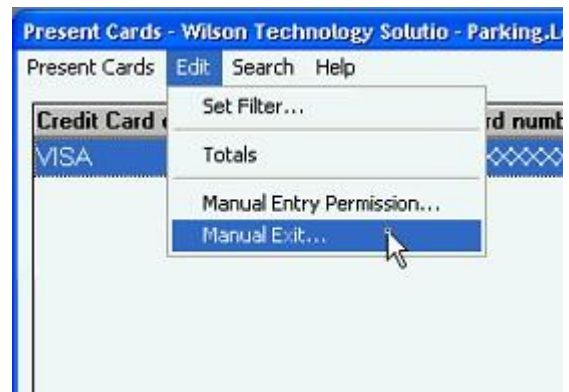 Present Cards - Wilson Technology Solutio - Parking.L
Present Cards Edit Search Help
Credit Card rd numb
VISA XXXXX
Set Filter...
Totals
Manual Entry Permission...
Manual Exit...